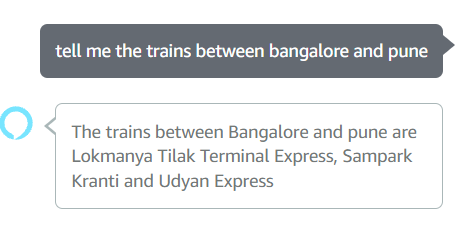 tell me the trains between bangalore and pune
The trains between Bangalore and pune are
Lokmanya Tilak Terminal Express, Sampark
Kranti and Udyan Express